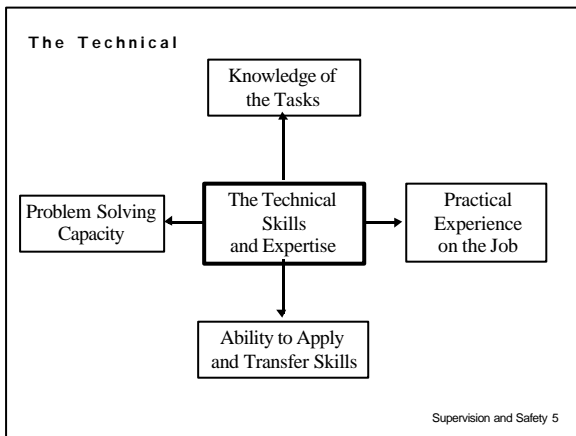 The Technical
Knowledge of
the Tasks
Problem Solving
Capacity
The Technical
Skills
and Expertise
Practical
Experience
on the Job
Ability to Apply
and Transfer Skills
Supervision and Safety 5